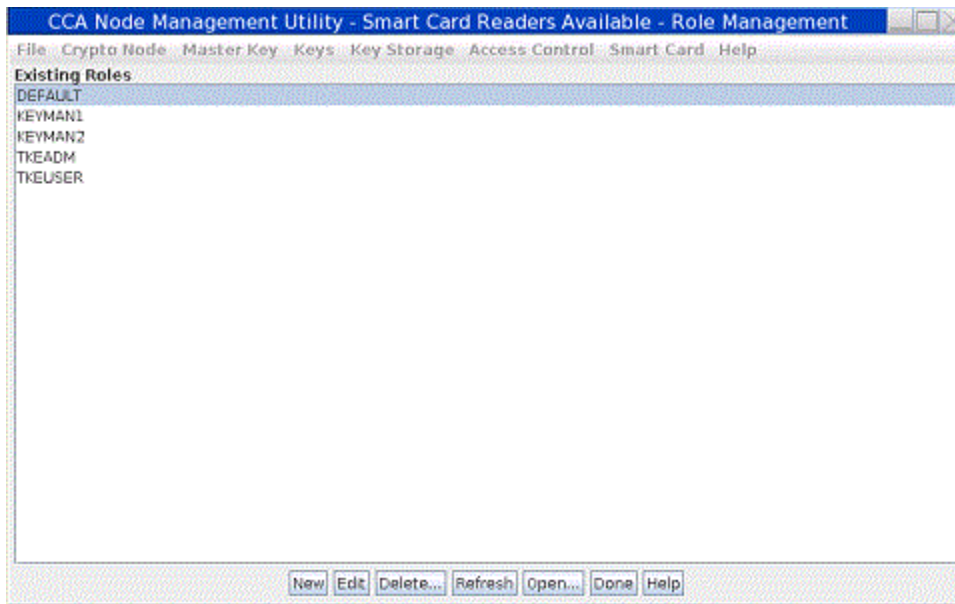 CCA Node Management Utility - Smart Card Readers Available - Role Management
File Crypto Node Master Key Keys Key Storage Access Control Smart Card Help
Existing Roles
DEFAULT
KEYMAN1
KEYMAN2
TKEADM
TKEUSER
New Edit Delete... Refresh Open... Done Help